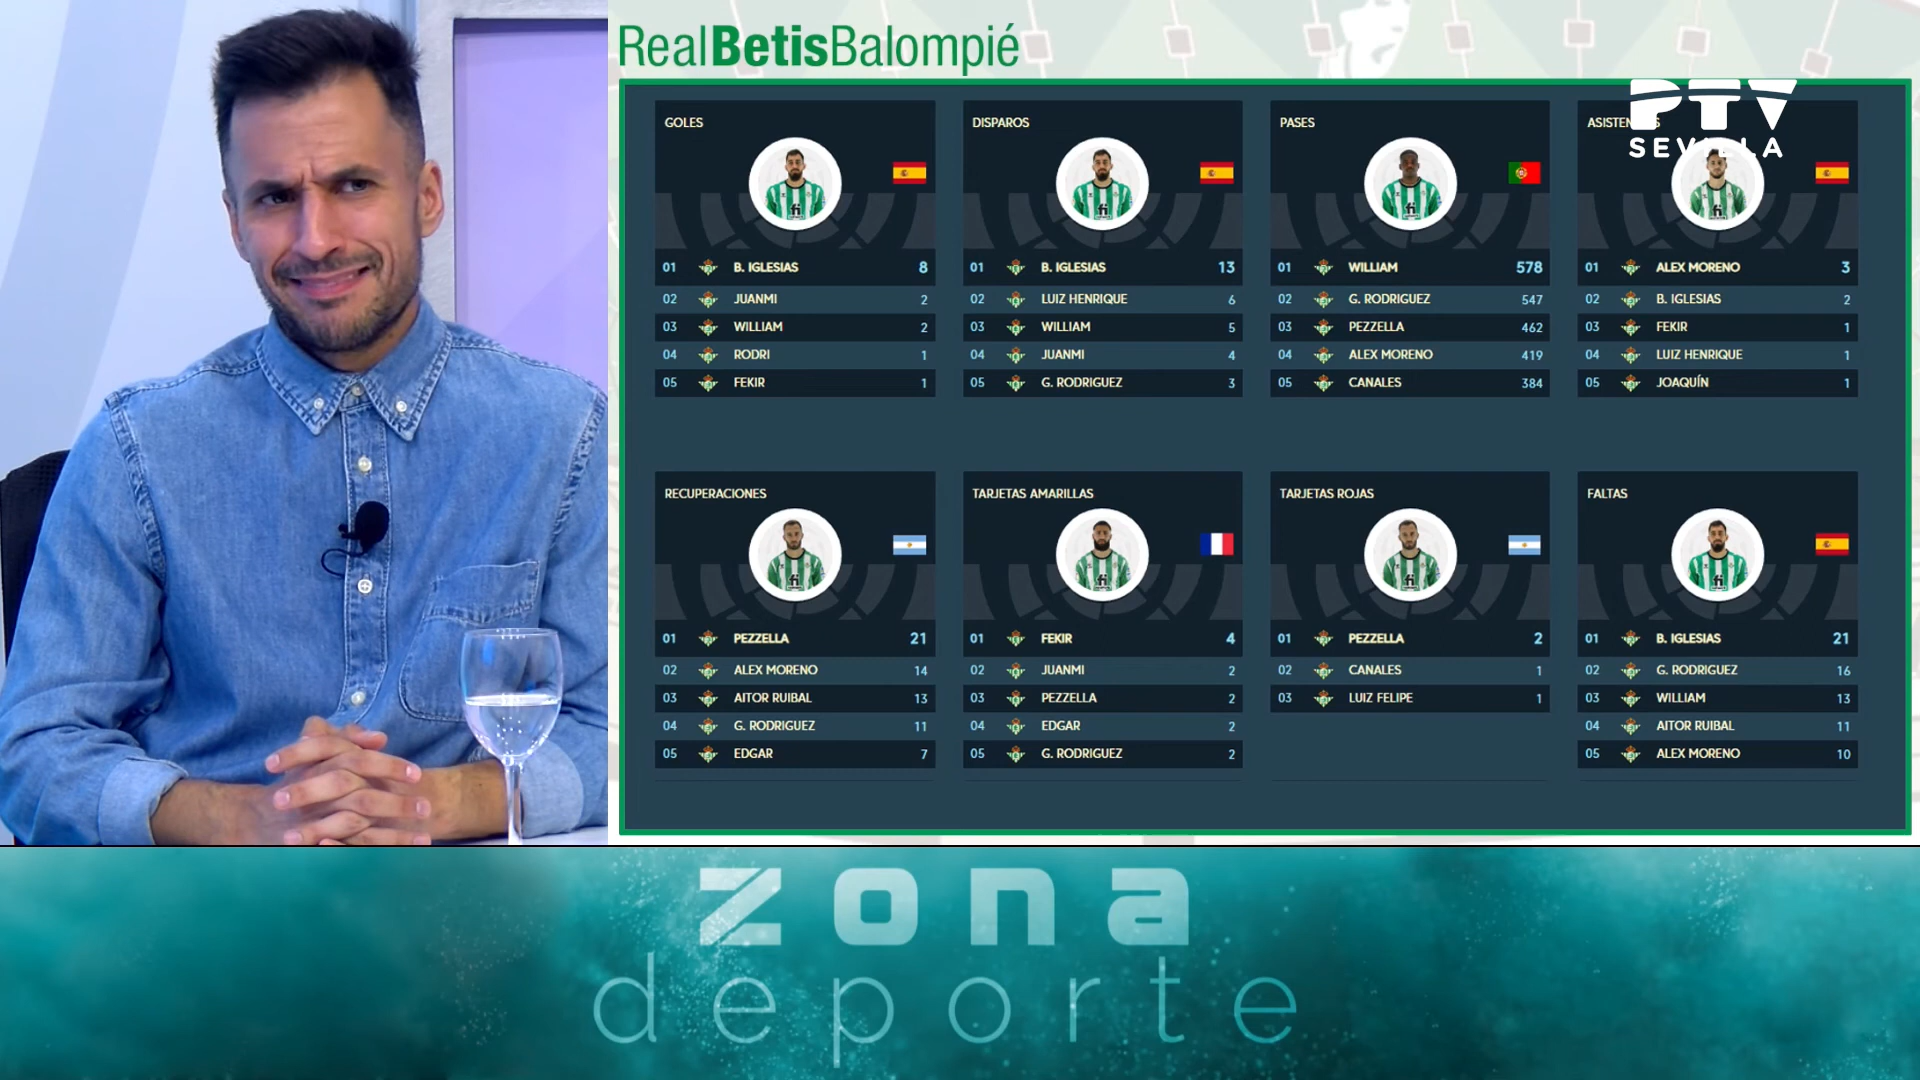 RealBetisBalompié
PTV
SEVILLA
GOLES
01 B. IGLESIAS 8
02 JUANMI 2
03 WILLIAM 2
04 RODRI 1
05 FEKIR 1
DISPAROS
01 B. IGLESIAS 13
02 LUIZ HENRIQUE 6
03 WILLIAM 5
04 JUANMI 4
05 G. RODRIGUEZ 3
PASES
01 WILLIAM 578
02 G. RODRIGUEZ 547
03 PEZZELLA 462
04 ALEX MORENO 419
05 CANALES 384
01 ALEX MORENO 3
02 B. IGLESIAS 2
03 FEKIR 1
04 LUIZ HENRIQUE 1
05 JOAQUÍN 1
RECUPERACIONES
01 PEZZELLA 21
02 ALEX MORENO 14
03 AITOR RUIBAL 13
04 G. RODRIGUEZ 11
05 EDGAR 7
TARJETAS AMARILLAS
01 FEKIR 4
02 JUANMI 2
03 PEZZELLA 2
04 EDGAR 2
05 G. RODRIGUEZ 2
TARJETAS ROJAS
01 PEZZELLA 2
02 CANALES 1
03 LUIZ FELIPE 1
FALTAS
01 B. IGLESIAS 21
02 G. RODRIGUEZ 16
03 WILLIAM 13
04 AITOR RUIBAL 11
05 ALEX MORENO 10
zona
deporte